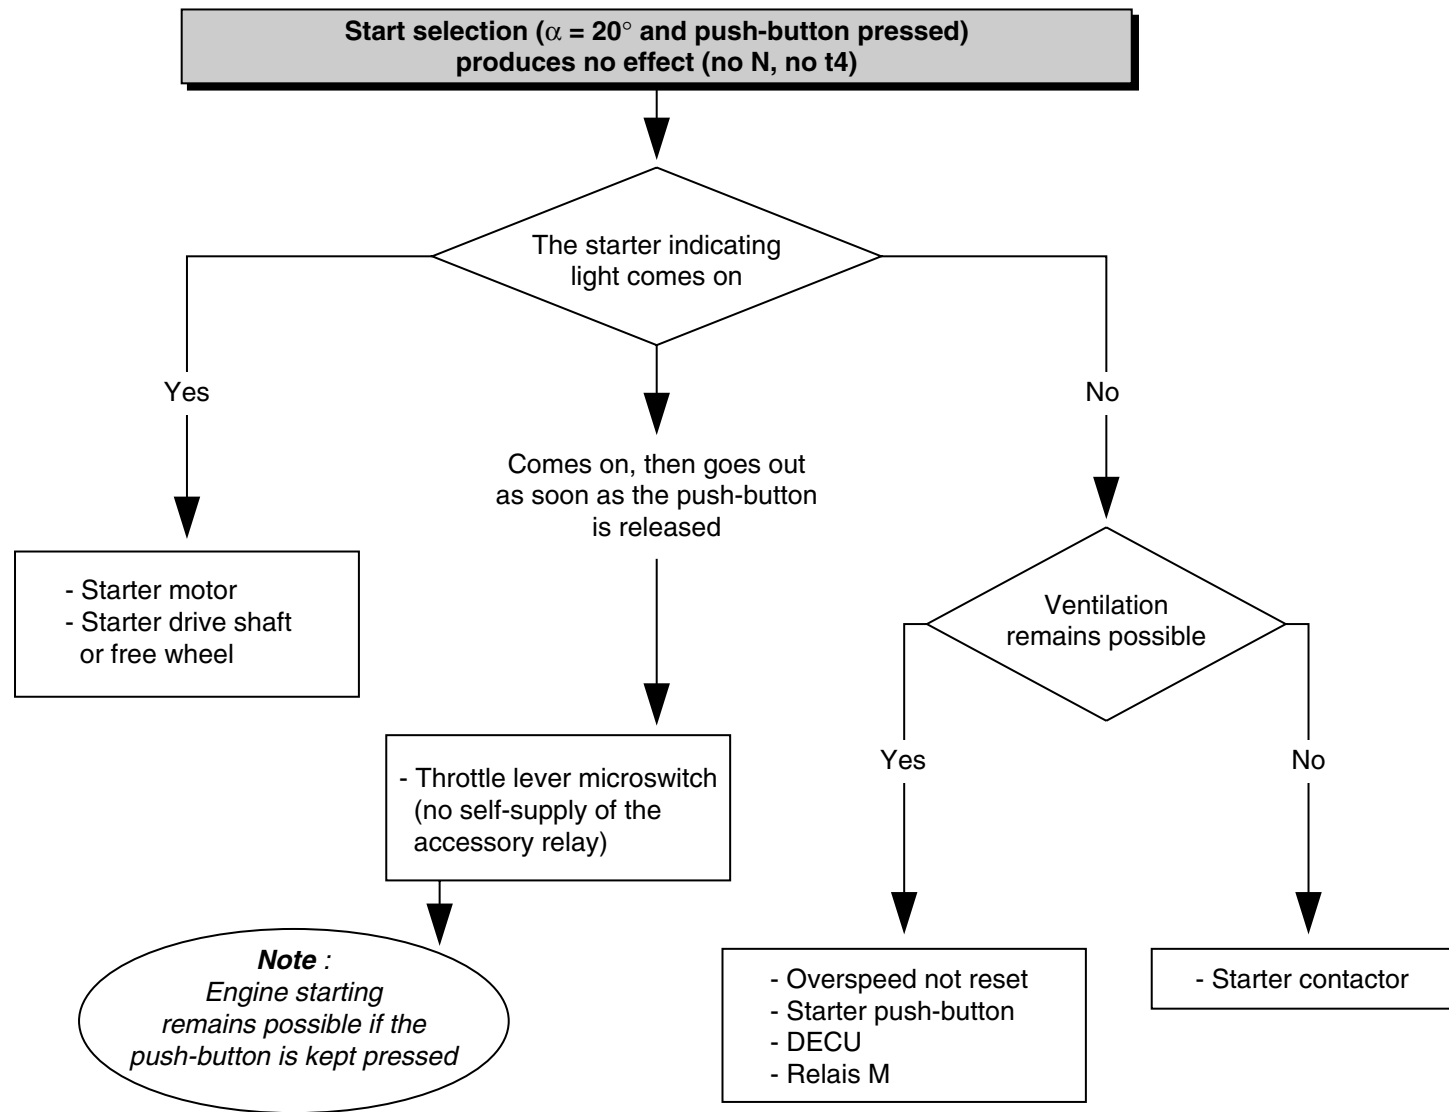 Start selection (α = 20° and push-button pressed)
produces no effect (no N, no t4)
The starter indicating
light comes on
Yes
No
Comes on, then goes out
as soon as the push-button
is released
- Starter motor
- Starter drive shaft
or free wheel
Ventilation
remains possible
Yes
No
- Throttle lever microswitch
(no self-supply of the
accessory relay)
Note :
Engine starting
remains possible if the
push-button is kept pressed
- Overspeed not reset
- Starter push-button
- DECU
- Relais M
- Starter contactor